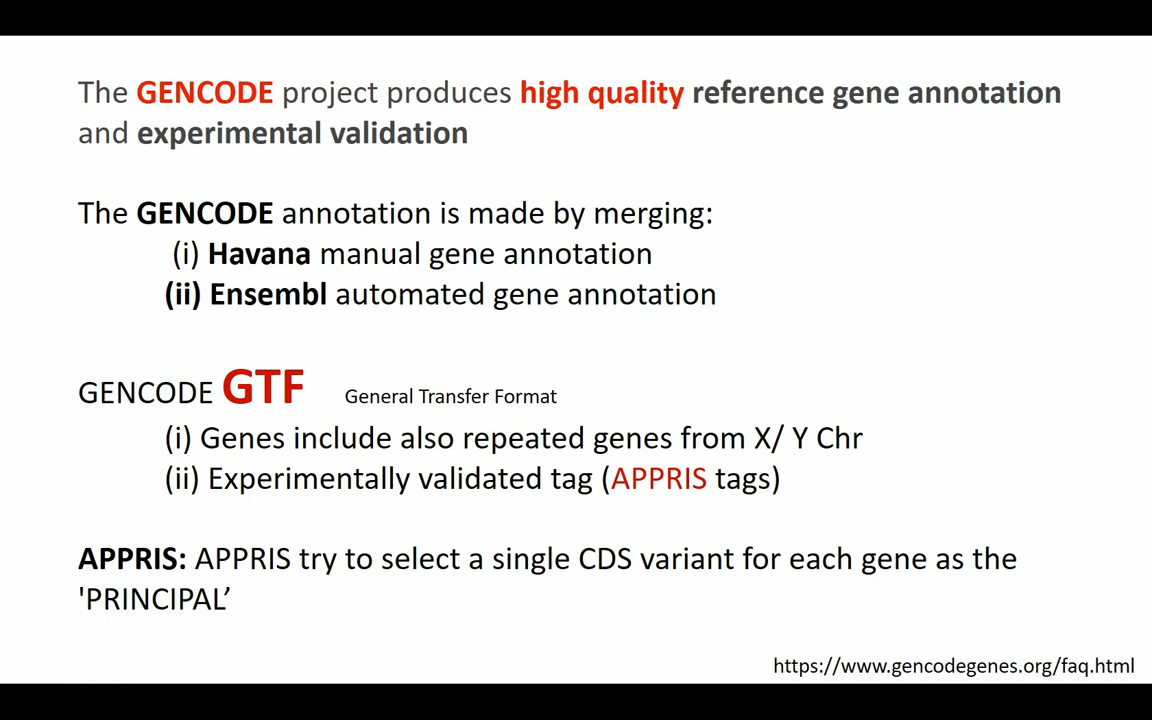 The GENCODE project produces high quality reference gene annotation
and experimental validation
The GENCODE annotation is made by merging:
(i) Havana manual gene annotation
(ii) Ensembl automated gene annotation
GENCODE GTF General Transfer Format
(i) Genes include also repeated genes from X/ Y Chr
(ii) Experimentally validated tag (APPRIS tags)
APPRIS: APPRIS try to select a single CDS variant for each gene as the
'PRINCIPAL’
https://www.gencodegenes.org/faq.html